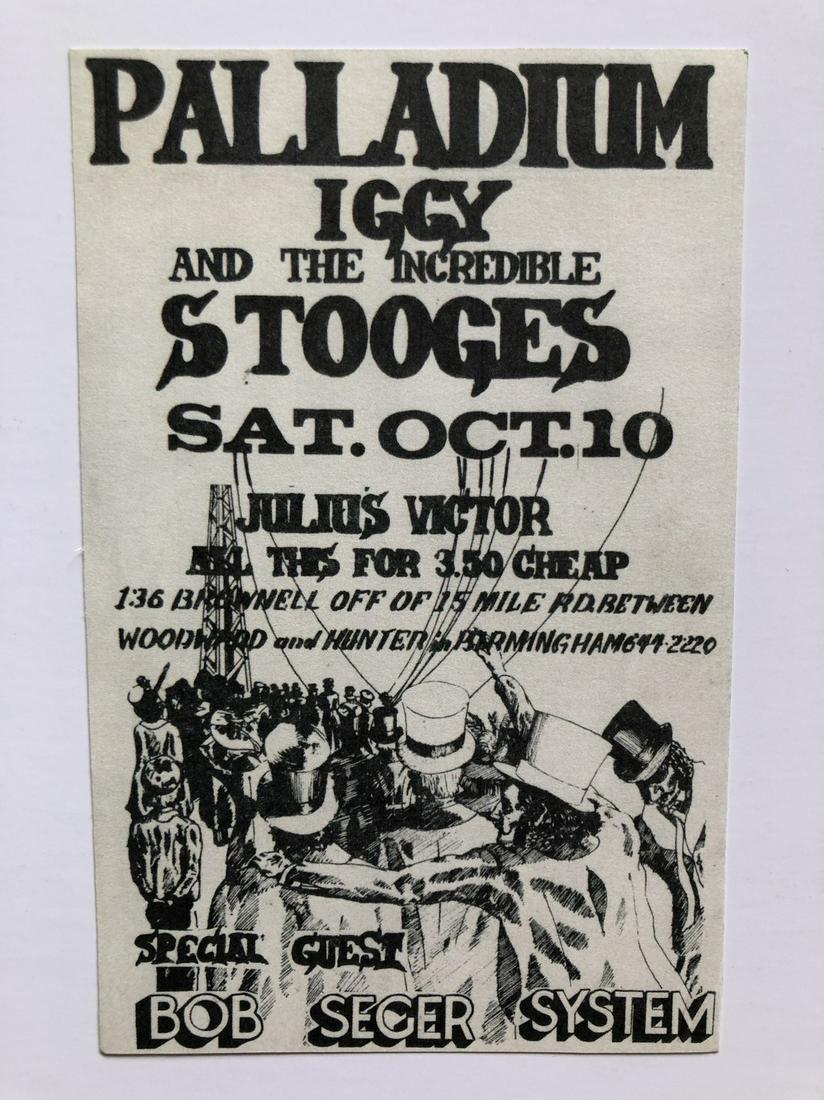 PALLADIUM
IGGY
AND THE INCREDIBLE
STOOGES
SAT. OCT. 10
JULIUS VICTOR
ALL THIS FOR 3.50 CHEAP
136 BROWNELL OFF OF 15 MILE RD. BETWEEN
WOODWARD and HUNTER in BIRMINGHAM 644-2220
SPECIAL GUEST
BOB SEGER SYSTEM